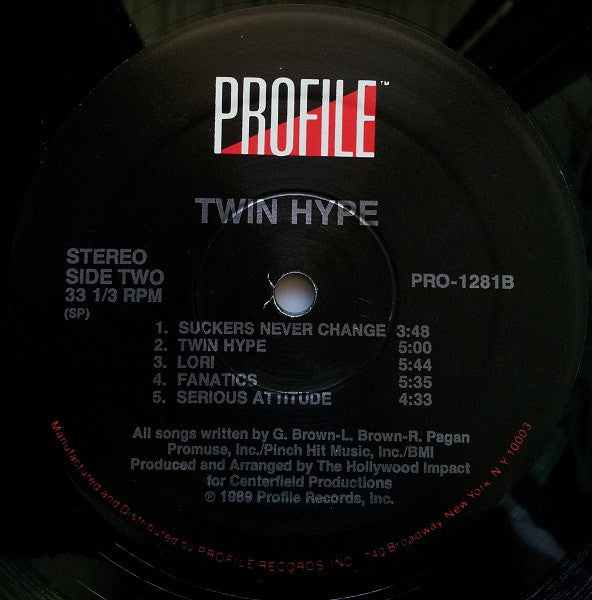 PROFILE™
TWIN HYPE
STEREO
SIDE TWO
33 1/3 RPM
(SP)
PRO-1281B
1. SUCKERS NEVER CHANGE 3:48
2. TWIN HYPE 5:00
3. LORI 5:44
4. FANATICS 5:35
5. SERIOUS ATTITUDE 4:33
All songs written by G. Brown-L. Brown-R. Pagan
Promuse, Inc./Pinch Hit Music, Inc./BMI
Produced and Arranged by The Hollywood Impact
for Centerfield Productions
℗ 1989 Profile Records, Inc.
Manufactured and Distributed by PROFILE RECORDS INC. 740 Broadway, New York, N.Y. 10003